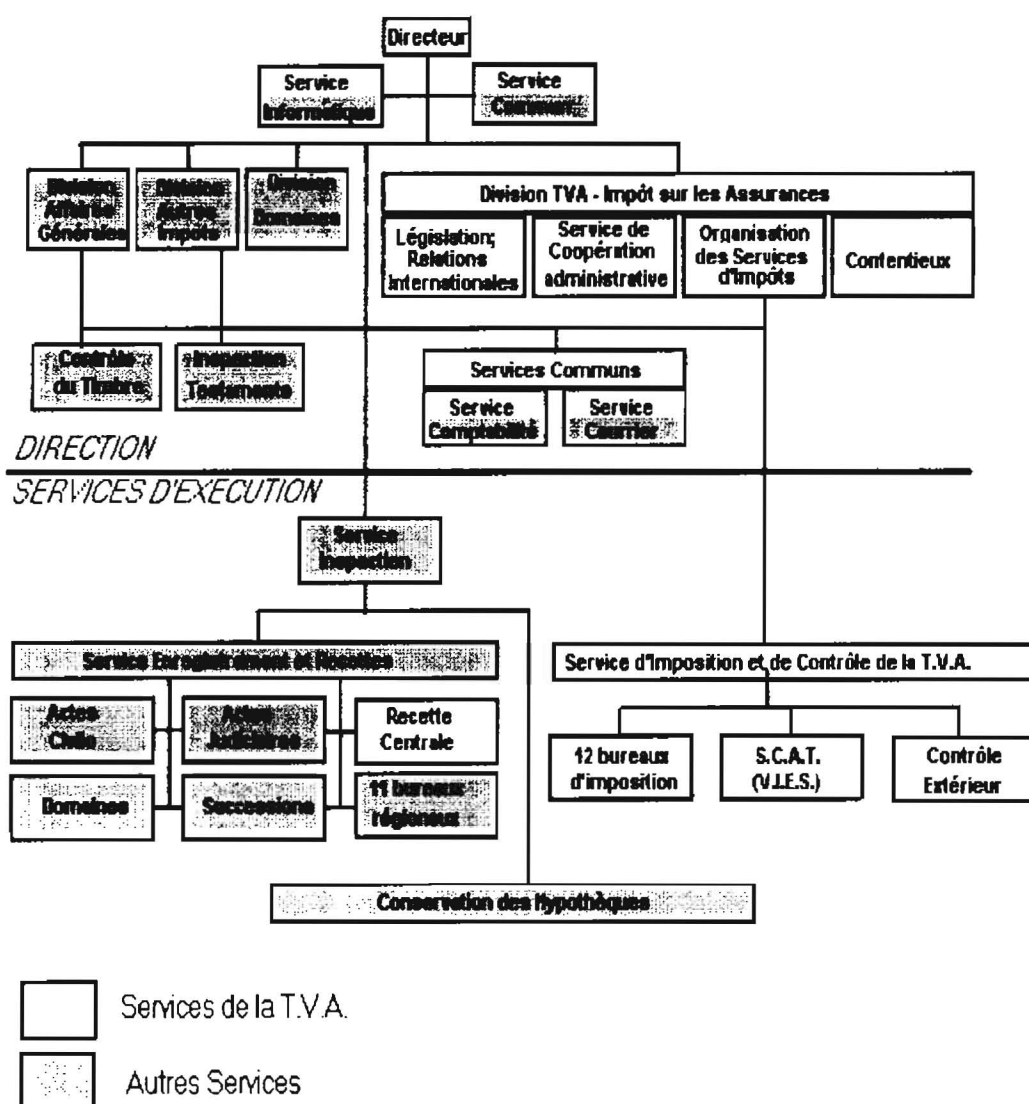 Directeur
Service
Informatique
Service
Division
Affaires
Générales
Division
Autres
Impôts
Division
Domaines
Division TVA - Impôt sur les Assurances
Législation;
Relations
Internationales
Service de
Coopération
administrative
Organisation
des Services
d'Impôts
Contentieux
Contrôle
du Timbre
Inspection
Testaments
Services Communs
Service
Comptabilité
Service
Courrier
DIRECTION
SERVICES D'EXECUTION
Service
Inspection
Service Enregistrement et Recettes
Service d'Imposition et de Contrôle de la T.V.A.
Actes
Civils
Actes
Judiciaires
Recette
Centrale
12 bureaux
d'imposition
S.C.A.T.
(V.I.E.S.)
Contrôle
Extérieur
Domaines
Successions
11 bureaux
régionaux
Conservation des Hypothèques
Services de la T.V.A.
Autres Services